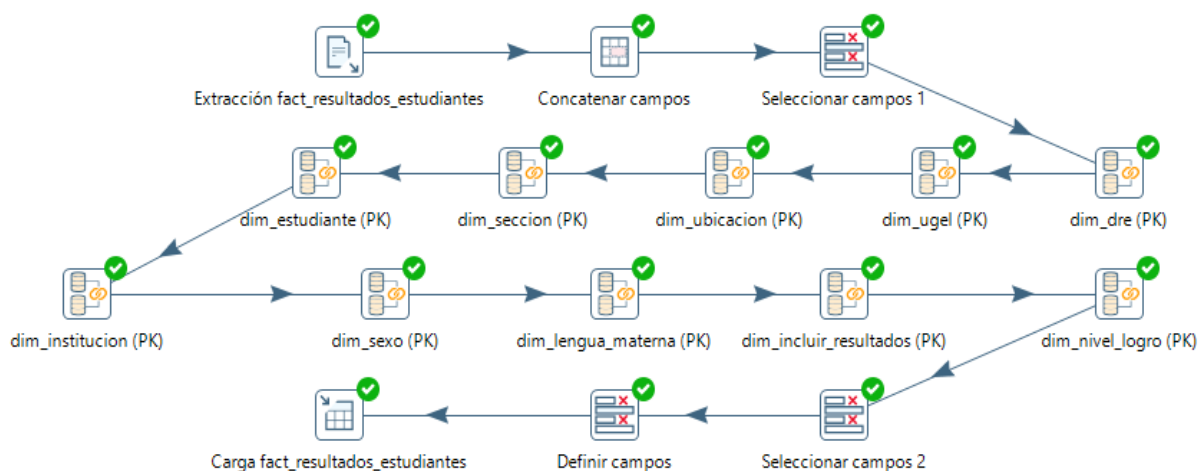 Extracción fact_resultados_estudiantes
Concatenar campos
Seleccionar campos 1
dim_estudiante (PK)
dim_seccion (PK)
dim_ubicacion (PK)
dim_ugel (PK)
dim_dre (PK)
dim_institucion (PK)
dim_sexo (PK)
dim_lengua_materna (PK)
dim_incluir_resultados (PK)
dim_nivel_logro (PK)
Carga fact_resultados_estudiantes
Definir campos
Seleccionar campos 2